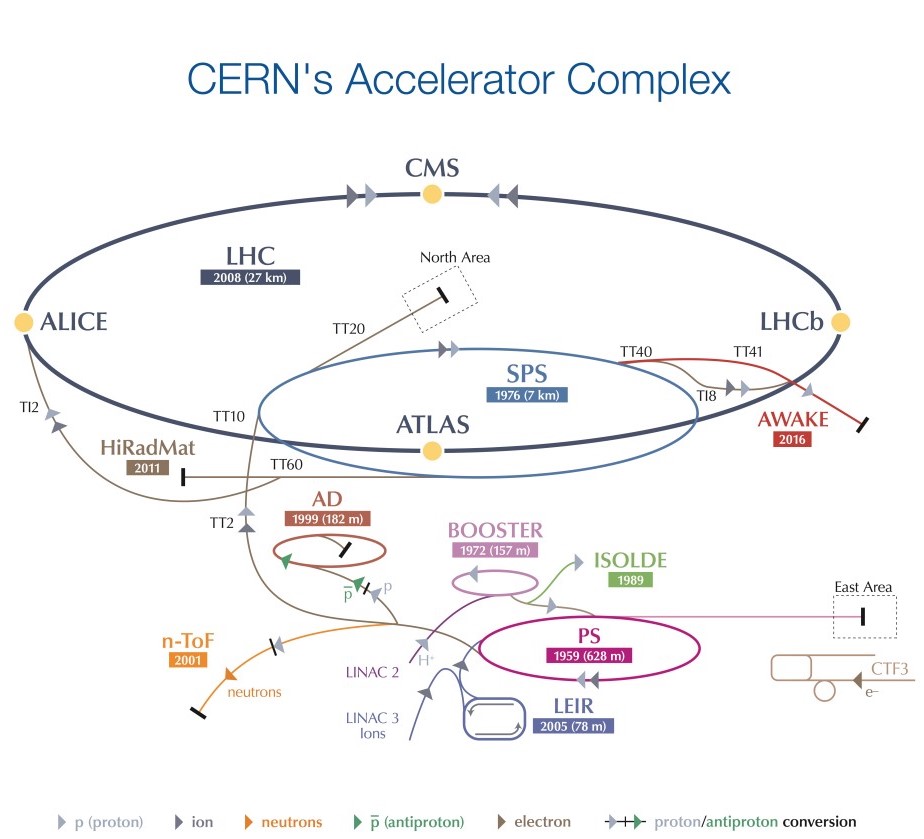 CERN's Accelerator Complex
CMS
LHC
2008 (27 km)
North Area
ALICE
LHCb
TT20
TT40
TT41
SPS
1976 (7 km)
TI8
TI2
TT10
ATLAS
AWAKE
2016
HiRadMat
2011
TT60
AD
1999 (182 m)
TT2
BOOSTER
1972 (157 m)
ISOLDE
1989
p̅
p
East Area
n-ToF
2001
PS
1959 (628 m)
H⁺
LINAC 2
neutrons
CTF3
e–
LEIR
2005 (78 m)
LINAC 3
Ions
p (proton)
ion
neutrons
p̅ (antiproton)
electron
proton/antiproton conversion